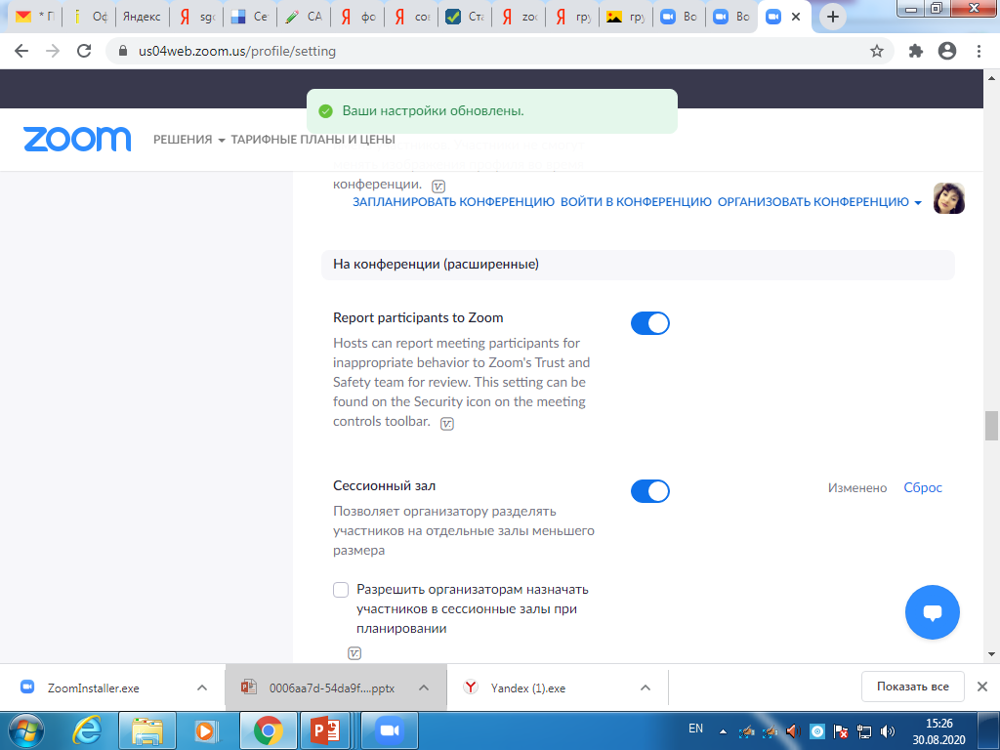 * П
Оф
Яндекс
sgo
Се
СА
фо
сов
Ста
zoo
гру
гру
Во
Во
us04web.zoom.us/profile/setting
Ваши настройки обновлены.
zoom
РЕШЕНИЯ ТАРИФНЫЕ ПЛАНЫ И ЦЕНЫ
конференции.
ЗАПЛАНИРОВАТЬ КОНФЕРЕНЦИЮ ВОЙТИ В КОНФЕРЕНЦИЮ ОРГАНИЗОВАТЬ КОНФЕРЕНЦИЮ
На конференции (расширенные)
Report participants to Zoom
Hosts can report meeting participants for
inappropriate behavior to Zoom's Trust and
Safety team for review. This setting can be
found on the Security icon on the meeting
controls toolbar.
Сессионный зал
Изменено Сброс
Позволяет организатору разделять
участников на отдельные залы меньшего
размера
Разрешить организаторам назначать
участников в сессионные залы при
планировании
ZoomInstaller.exe
0006aa7d-54da9f....pptx
Yandex (1).exe
Показать все
EN
15:26
30.08.2020